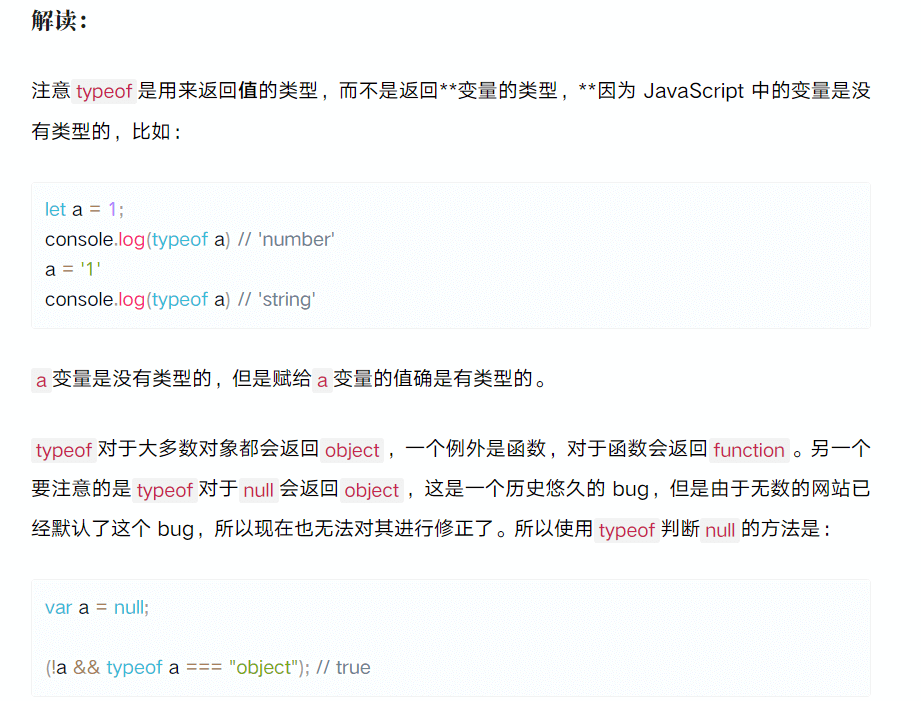 解读：
注意 typeof 是用来返回值的类型，而不是返回**变量的类型，**因为 JavaScript 中的变量是没
有类型的，比如：
let a = 1;
console.log(typeof a) // 'number'
a = '1'
console.log(typeof a) // 'string'
a 变量是没有类型的，但是赋给 a 变量的值确是有类型的。
typeof 对于大多数对象都会返回 object ，一个例外是函数，对于函数会返回 function 。另一个
要注意的是 typeof 对于 null 会返回 object ，这是一个历史悠久的 bug，但是由于无数的网站已
经默认了这个 bug，所以现在也无法对其进行修正了。所以使用 typeof 判断 null 的方法是：
var a = null;
(!a && typeof a === "object"); // true